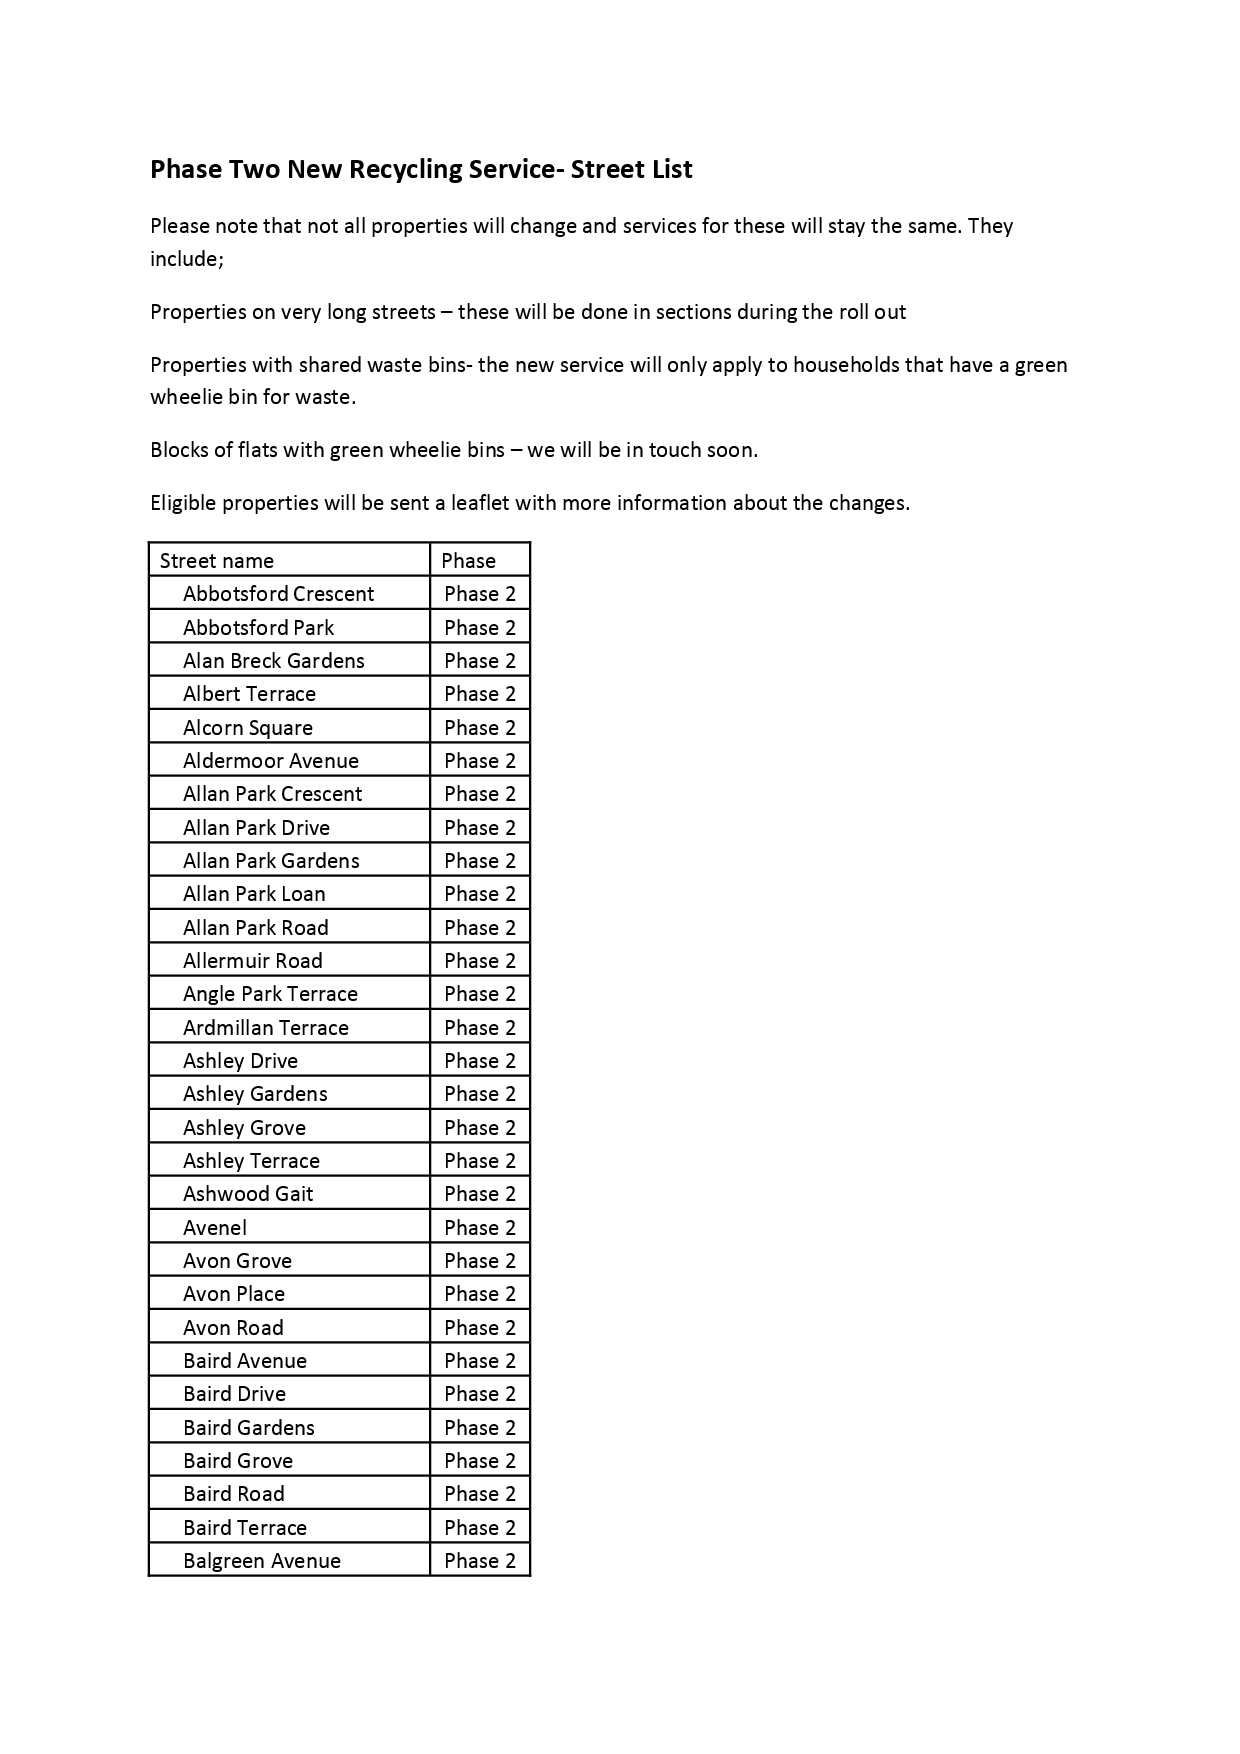 Phase Two New Recycling Service- Street List
Please note that not all properties will change and services for these will stay the same. They
include;
Properties on very long streets – these will be done in sections during the roll out
Properties with shared waste bins- the new service will only apply to households that have a green
wheelie bin for waste.
Blocks of flats with green wheelie bins – we will be in touch soon.
Eligible properties will be sent a leaflet with more information about the changes.
Street name Phase
Abbotsford Crescent Phase 2
Abbotsford Park Phase 2
Alan Breck Gardens Phase 2
Albert Terrace Phase 2
Alcorn Square Phase 2
Aldermoor Avenue Phase 2
Allan Park Crescent Phase 2
Allan Park Drive Phase 2
Allan Park Gardens Phase 2
Allan Park Loan Phase 2
Allan Park Road Phase 2
Allermuir Road Phase 2
Angle Park Terrace Phase 2
Ardmillan Terrace Phase 2
Ashley Drive Phase 2
Ashley Gardens Phase 2
Ashley Grove Phase 2
Ashley Terrace Phase 2
Ashwood Gait Phase 2
Avenel Phase 2
Avon Grove Phase 2
Avon Place Phase 2
Avon Road Phase 2
Baird Avenue Phase 2
Baird Drive Phase 2
Baird Gardens Phase 2
Baird Grove Phase 2
Baird Road Phase 2
Baird Terrace Phase 2
Balgreen Avenue Phase 2